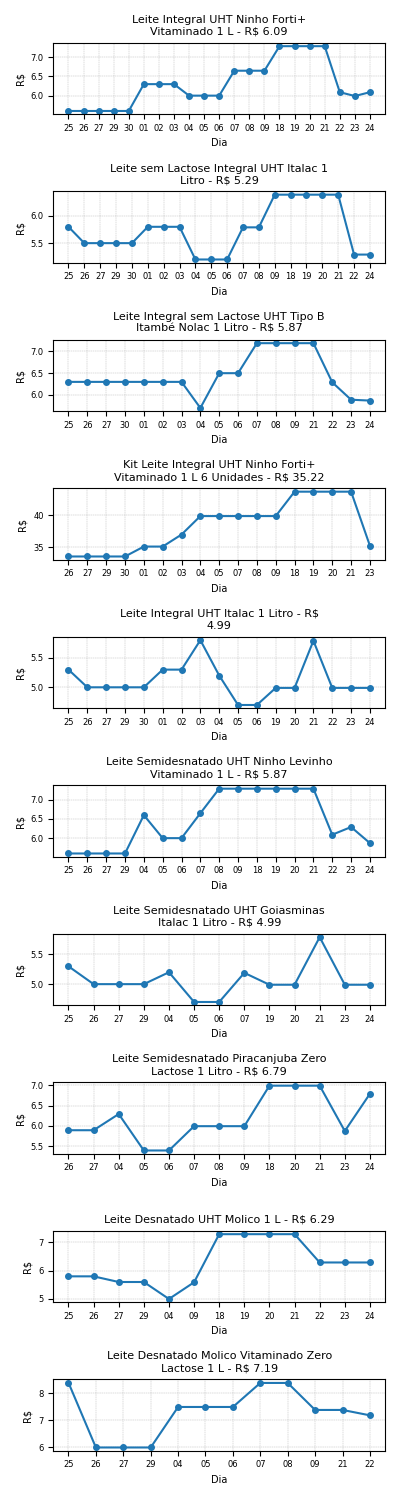 Leite Integral UHT Ninho Forti+
Vitaminado 1 L - R$ 6.09
R$
7.0
6.5
6.0
25 26 27 29 30 01 02 03 04 05 06 07 08 09 18 19 20 21 22 23 24
Dia
Leite sem Lactose Integral UHT Italac 1
Litro - R$ 5.29
R$
6.0
5.5
25 26 27 29 30 01 02 03 04 05 06 07 08 09 18 19 20 21 22 24
Dia
Leite Integral sem Lactose UHT Tipo B
Itambé Nolac 1 Litro - R$ 5.87
R$
7.0
6.5
6.0
25 26 27 30 01 02 03 04 05 06 07 08 09 21 22 23 24
Dia
Kit Leite Integral UHT Ninho Forti+
Vitaminado 1 L 6 Unidades - R$ 35.22
R$
40
35
26 27 29 30 01 02 03 04 05 07 08 09 18 19 20 21 23
Dia
Leite Integral UHT Italac 1 Litro - R$
4.99
R$
5.5
5.0
25 26 27 29 30 01 02 03 04 05 06 19 20 21 22 23 24
Dia
Leite Semidesnatado UHT Ninho Levinho
Vitaminado 1 L - R$ 5.87
R$
7.0
6.5
6.0
25 26 27 29 04 05 06 07 08 09 18 19 20 21 22 23 24
Dia
Leite Semidesnatado UHT Goiasminas
Italac 1 Litro - R$ 4.99
R$
5.5
5.0
25 26 27 29 04 05 06 07 19 20 21 23 24
Dia
Leite Semidesnatado Piracanjuba Zero
Lactose 1 Litro - R$ 6.79
R$
7.0
6.5
6.0
5.5
26 27 04 05 06 07 08 09 18 20 21 23 24
Dia
Leite Desnatado UHT Molico 1 L - R$ 6.29
R$
7
6
5
25 26 27 29 04 09 18 19 20 21 22 23 24
Dia
Leite Desnatado Molico Vitaminado Zero
Lactose 1 L - R$ 7.19
R$
8
7
6
25 26 27 29 04 05 06 07 08 09 21 22
Dia